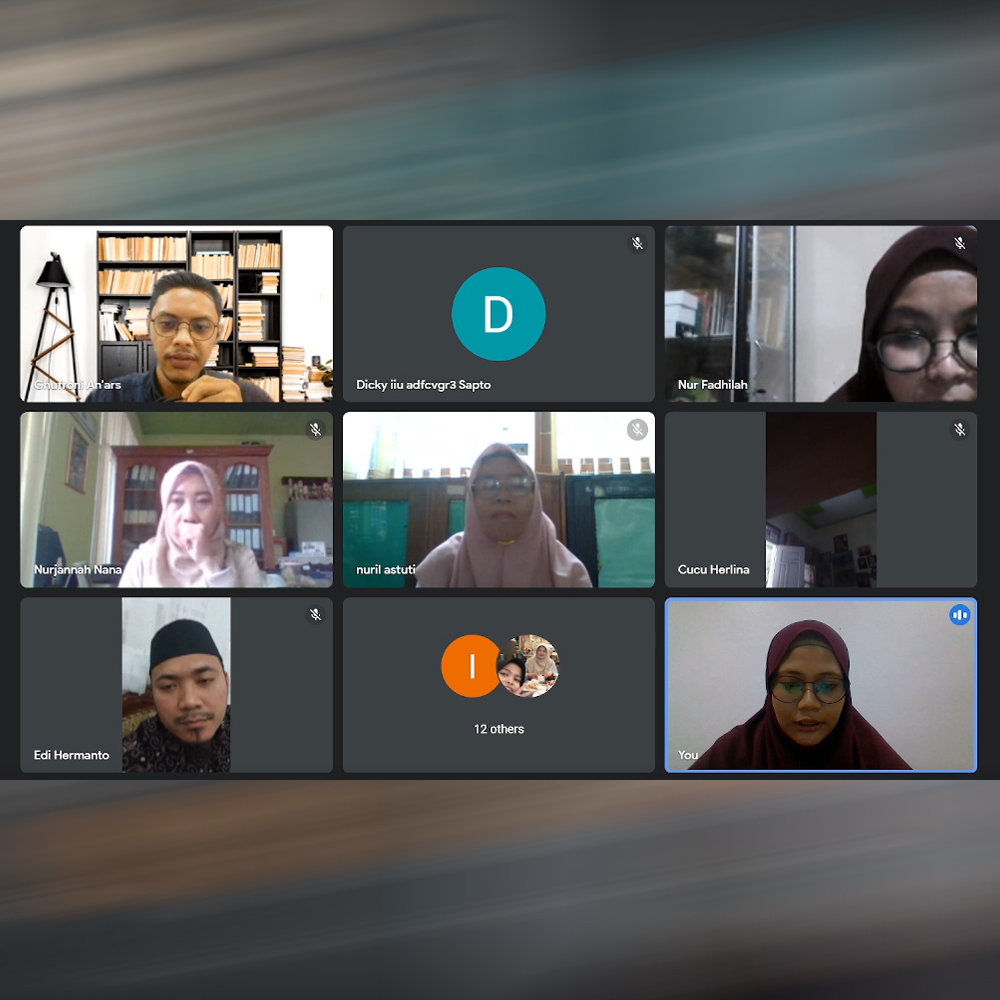 Ghufroni An'ars
D
Dicky iiu adfcvgr3 Sapto
Nur Fadhilah
Nurjannah Nana
nuril astuti
Cucu Herlina
Edi Hermanto
I
12 others
You